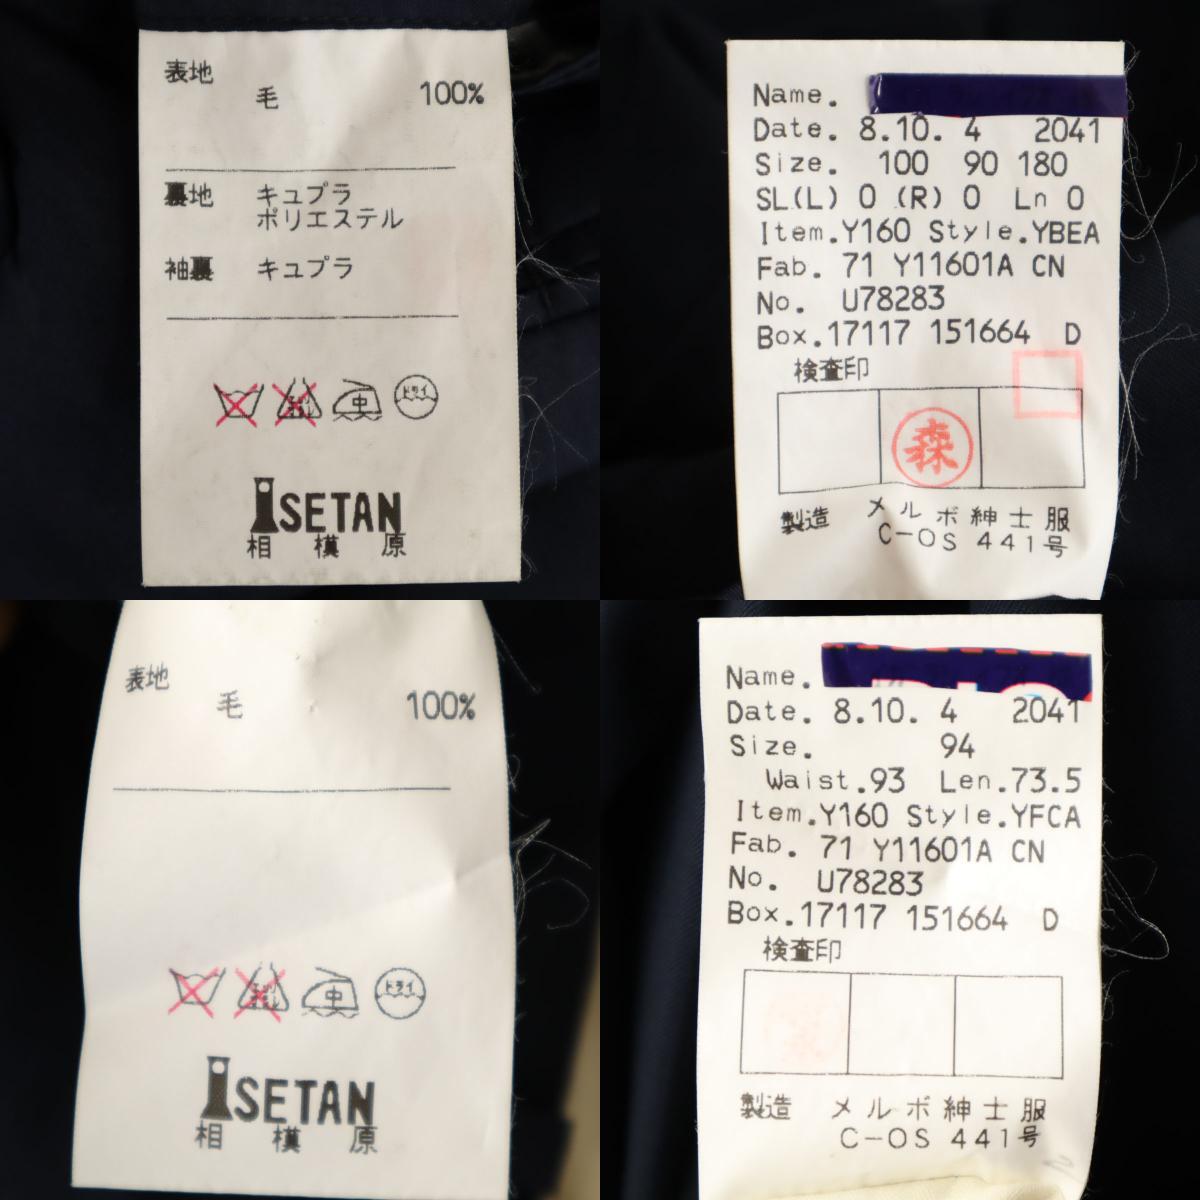 表地
毛 100%
裏地 キュプラ
ポリエステル
袖裏 キュプラ
中 ドライ
ISETAN
相模原
Name.
Date. 8.10. 4 2041
Size. 100 90 180
SL(L) 0 (R) 0 Ln 0
Item.Y160 Style.YBEA
Fab. 71 Y11601A CN
No. U78283
Box.17117 151664 D
検査印
森
製造 メルボ紳士服
C-OS 441号
表地
毛 100%
中 ドライ
ISETAN
相模原
Name.
Date. 8.10. 4 2041
Size. 94
Waist.93 Len.73.5
Item.Y160 Style.YFCA
Fab. 71 Y11601A CN
No. U78283
Box.17117 151664 D
検査印
製造 メルボ紳士服
C-OS 441号